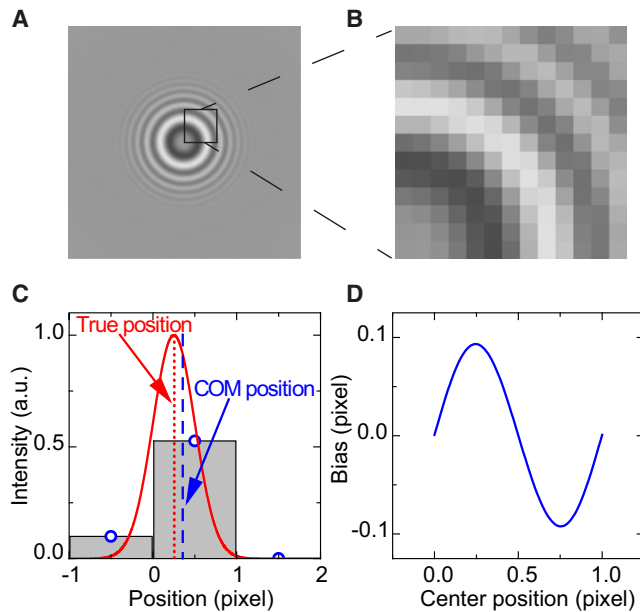 A
B
C
True position
COM position
Intensity (a.u.)
1.0
0.5
0.0
-1
0
1
2
Position (pixel)
D
Bias (pixel)
0.1
0.0
-0.1
0.0
0.5
1.0
Center position (pixel)